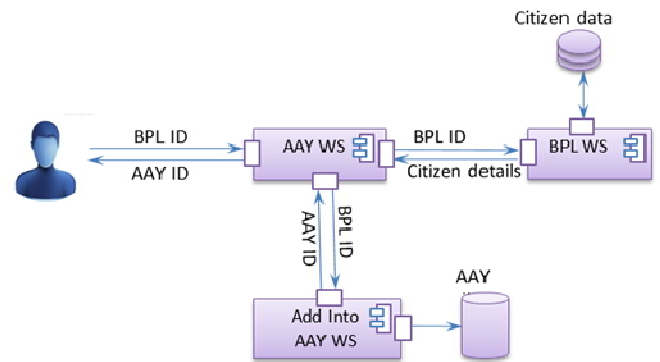 Citizen data
BPL ID
AAY ID
AAY WS
BPL ID
Citizen details
BPL WS
AAY ID
BPL ID
AAY
Add Into
AAY WS